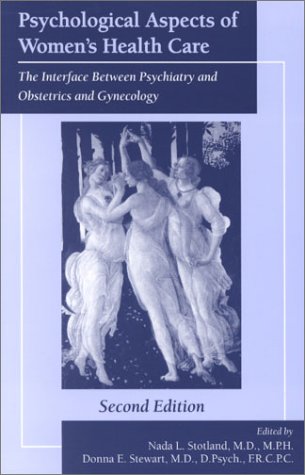 Psychological Aspects of
Women's Health Care
The Interface Between Psychiatry and
Obstetrics and Gynecology
Second Edition
Edited by
Nada L. Stotland, M.D., M.P.H.
Donna E. Stewart, M.D., D.Psych., F.R.C.P.C.